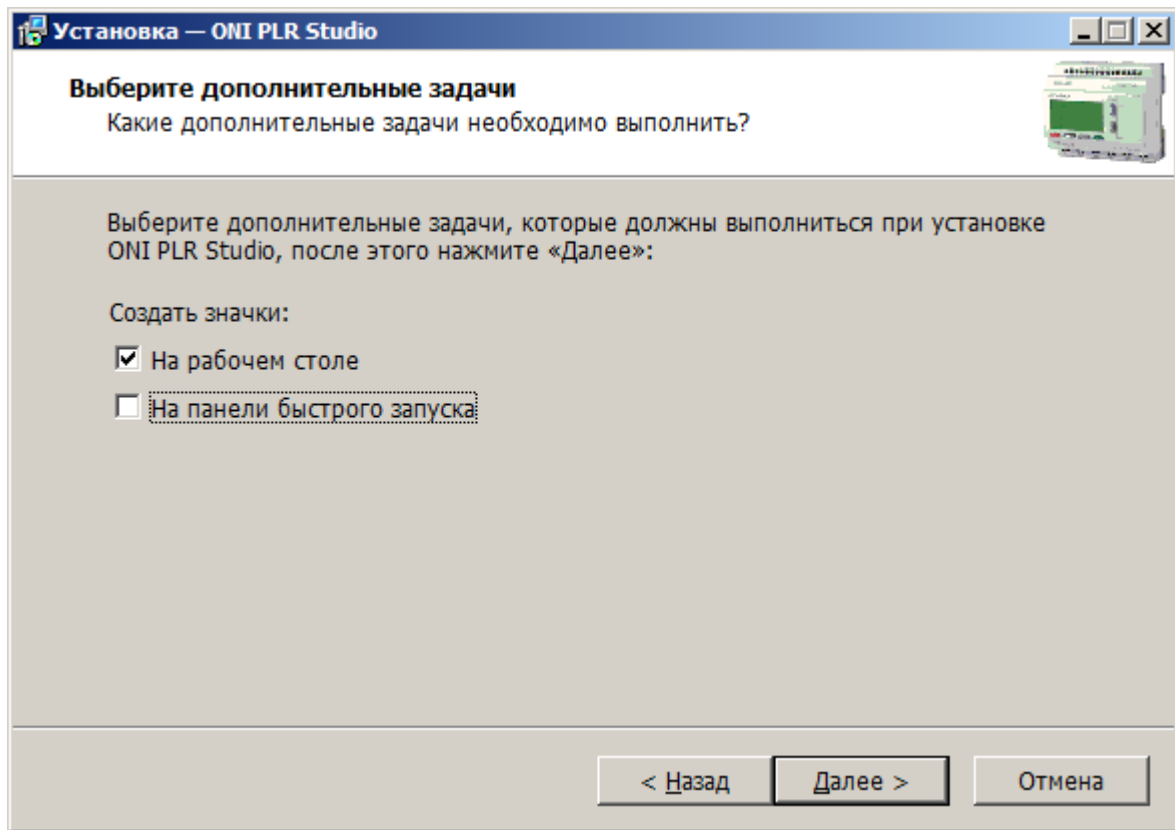 Установка — ONI PLR Studio
Выберите дополнительные задачи
Какие дополнительные задачи необходимо выполнить?
Выберите дополнительные задачи, которые должны выполниться при установке
ONI PLR Studio, после этого нажмите «Далее»:
Создать значки:
На рабочем столе
На панели быстрого запуска
< Назад
Далее >
Отмена